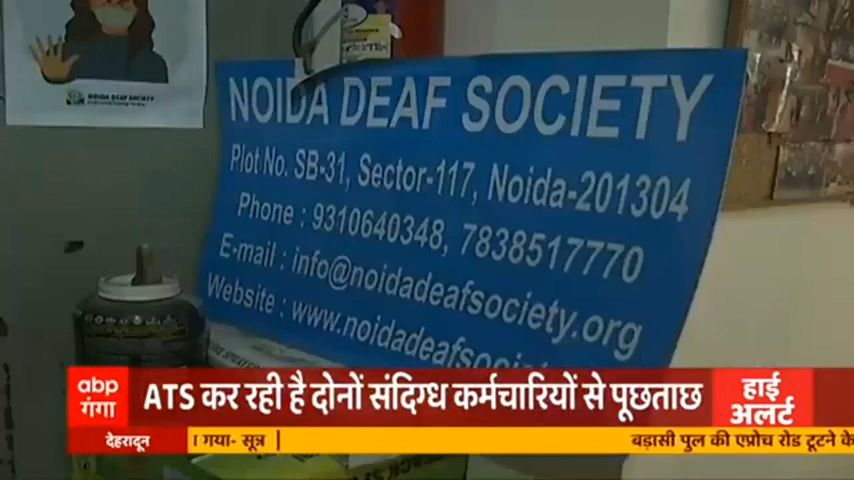 NOIDA DEAF SOCIETY
NOIDA DEAF SOCIETY
Plot No. SB-31, Sector-117, Noida-201304
Phone : 9310640348, 7838517770
E-mail : info@noidadeafsociety.org
Website : www.noidadeafsociet
abp गंगा
ATS कर रही है दोनों संदिग्ध कर्मचारियों से पूछताछ
हाई अलर्ट
देहरादून
। गया- सूत्र |
बड़ासी पुल की एप्रोच रोड टूटने के